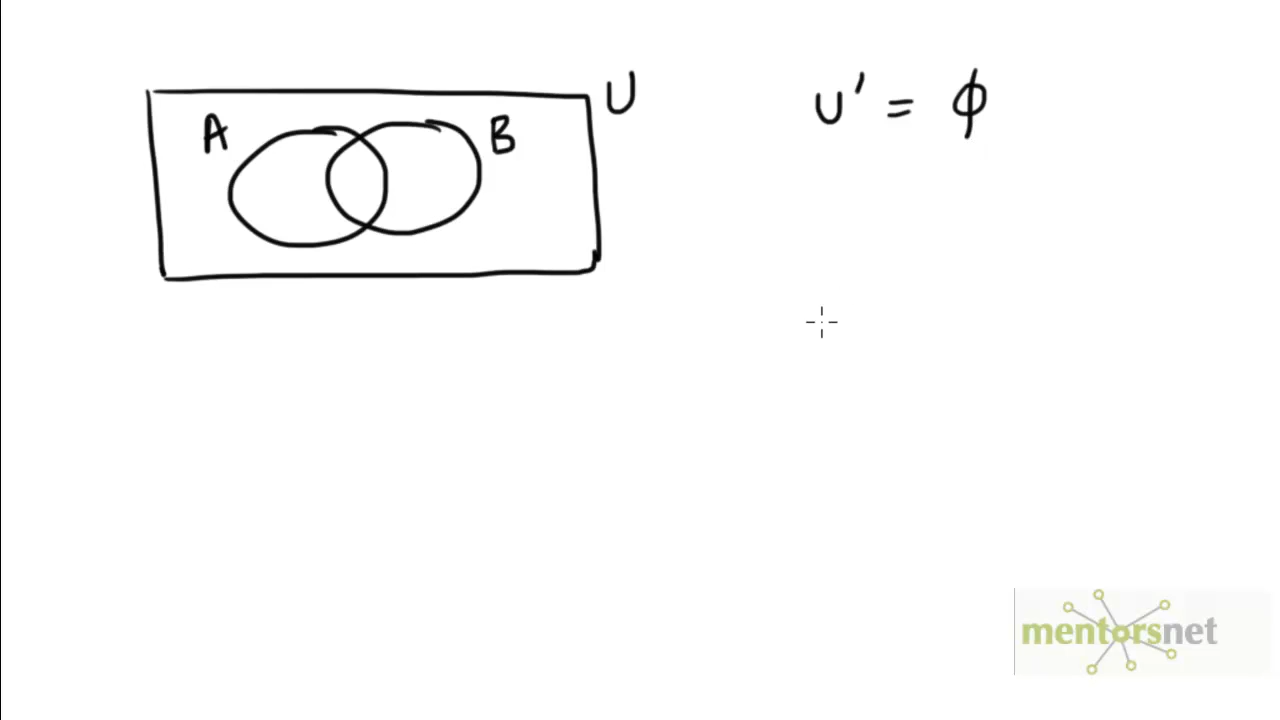 A
B
U
U' = ϕ
mentorsnet